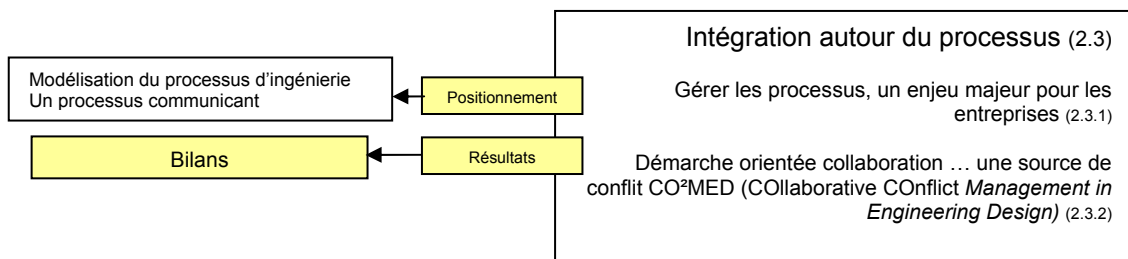 Intégration autour du processus (2.3)
Modélisation du processus d'ingénierie
Un processus communicant
Positionnement
Gérer les processus, un enjeu majeur pour les
entreprises (2.3.1)
Bilans
Résultats
Démarche orientée collaboration … une source de
conflit CO²MED (COllaborative COnflict Management in
Engineering Design) (2.3.2)